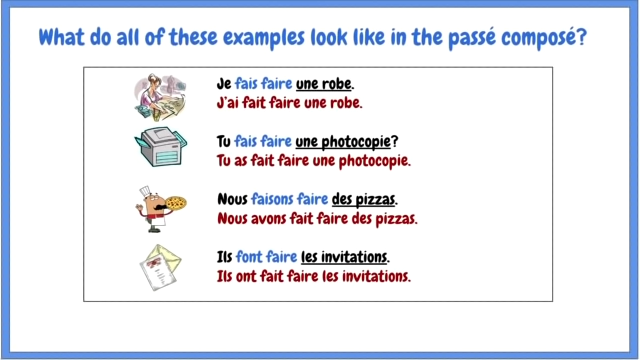 What do all of these examples look like in the passé composé?
Je fais faire une robe.
J'ai fait faire une robe.
Tu fais faire une photocopie?
Tu as fait faire une photocopie.
Nous faisons faire des pizzas.
Nous avons fait faire des pizzas.
Ils font faire les invitations.
Ils ont fait faire les invitations.